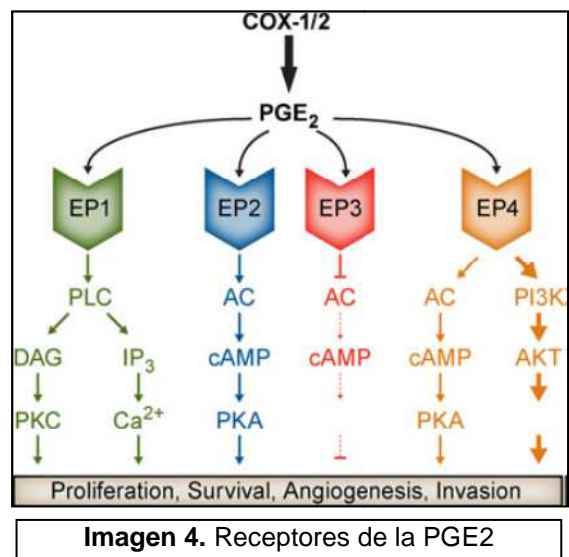 COX-1/2
PGE₂
EP1 EP2 EP3 EP4
PLC AC AC AC PI3K
DAG IP₃ cAMP cAMP cAMP AKT
PKC Ca²⁺ PKA PKA
Proliferation, Survival, Angiogenesis, Invasion
Imagen 4. Receptores de la PGE2